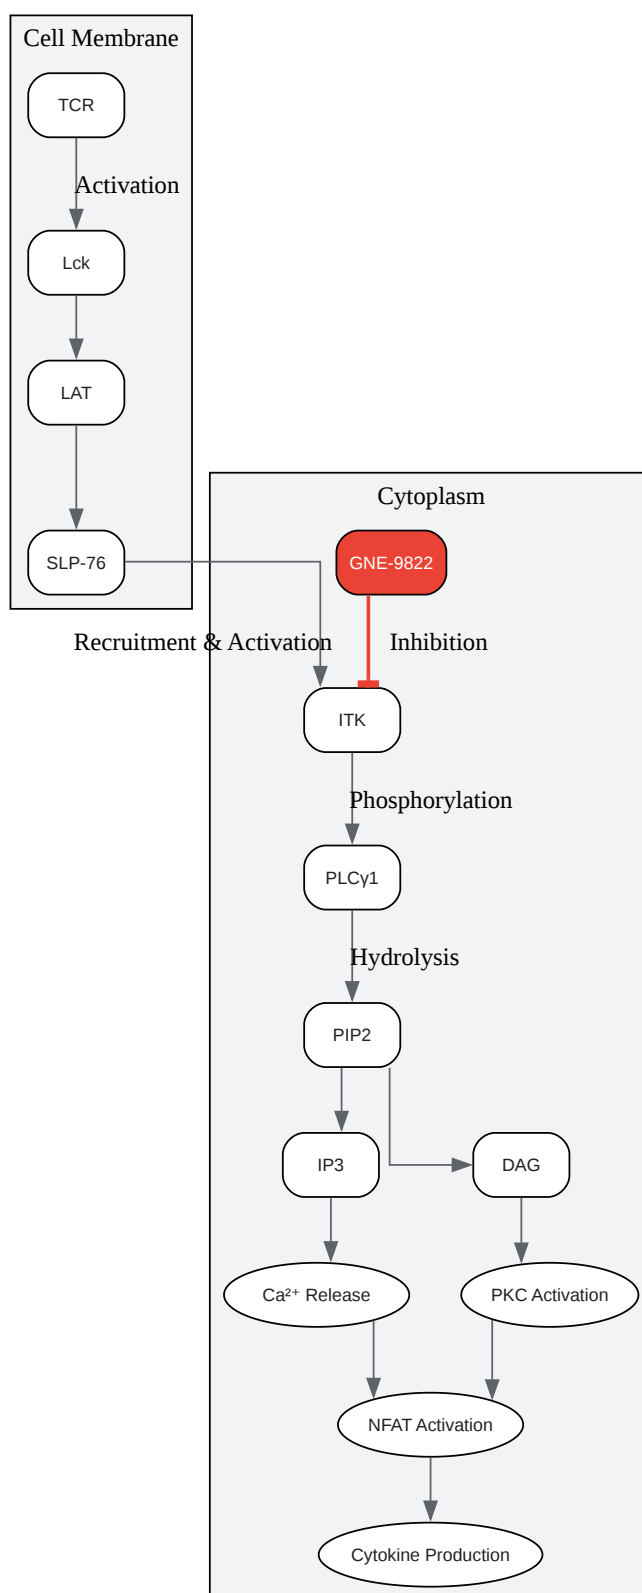 Cell Membrane
TCR
Activation
Lck
LAT
Cytoplasm
SLP-76
GNE-9822
Recruitment & Activation
Inhibition
ITK
Phosphorylation
PLCγ1
Hydrolysis
PIP2
IP3
DAG
Ca²⁺ Release
PKC Activation
NFAT Activation
Cytokine Production